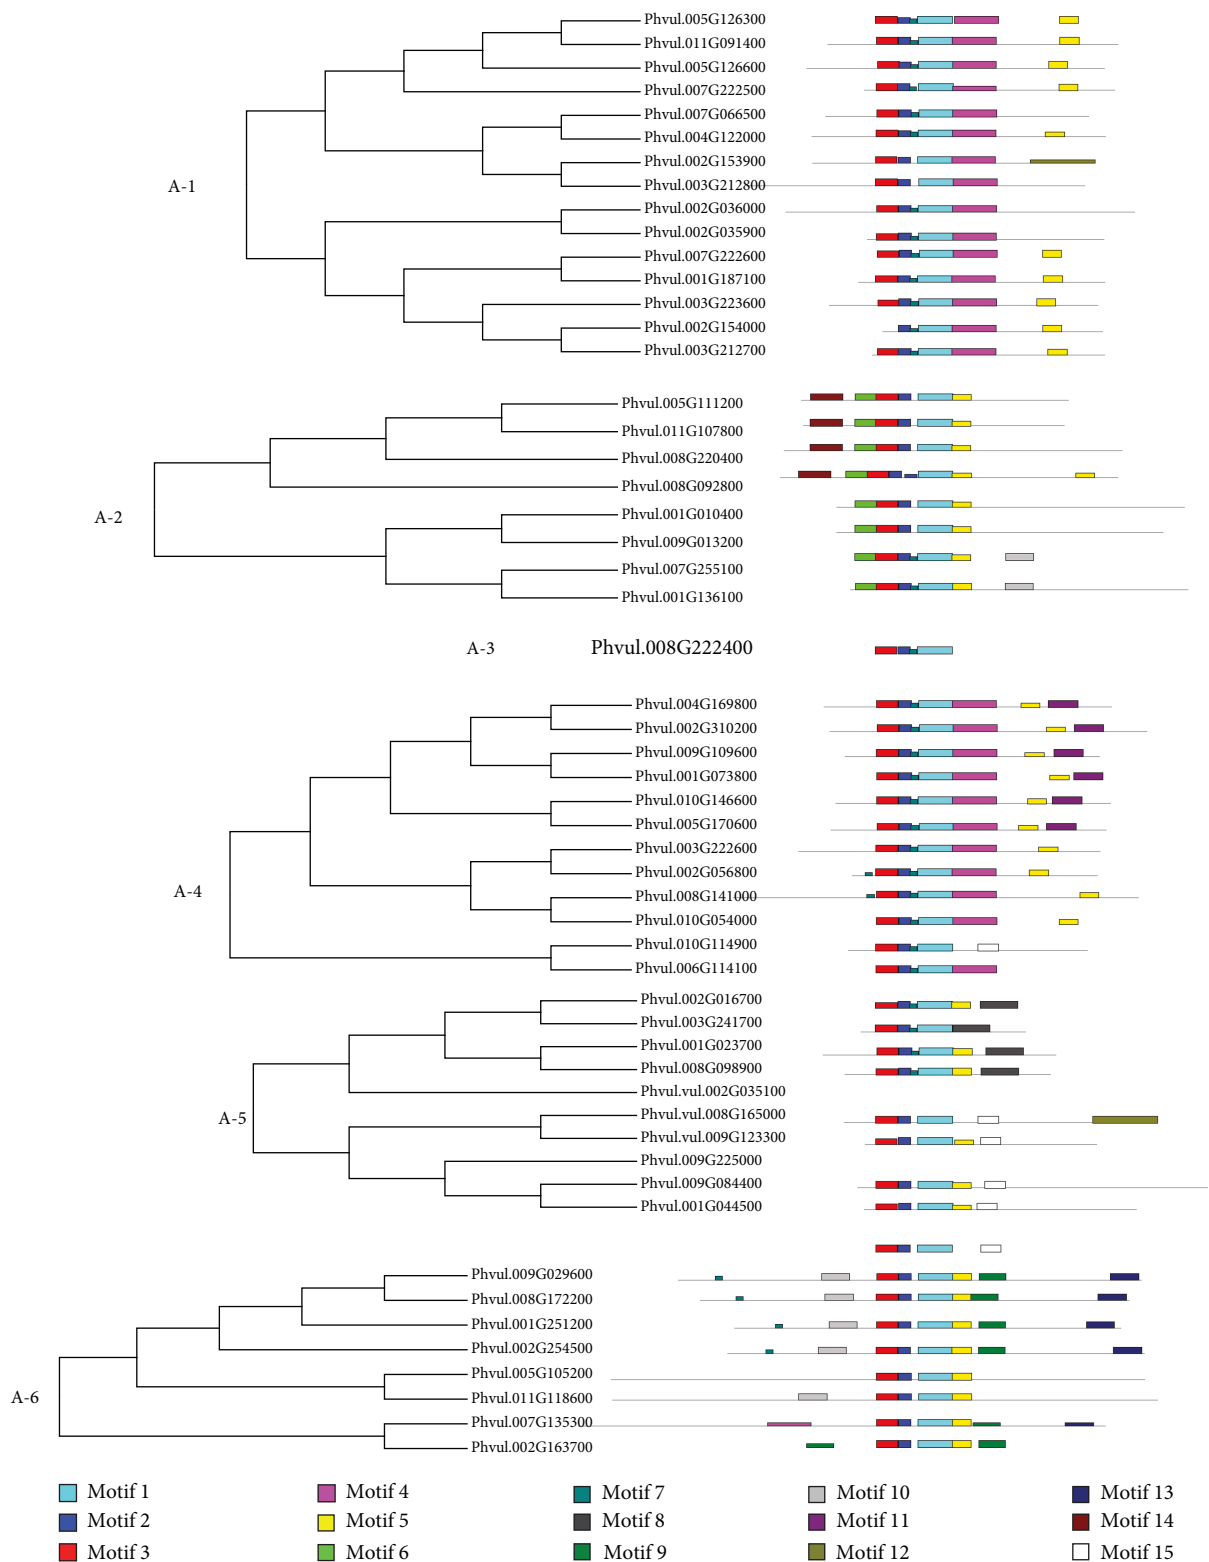 Phvul.005G126300
Phvul.011G091400
Phvul.005G126600
Phvul.007G222500
Phvul.007G066500
Phvul.004G122000
Phvul.002G153900
A-1
Phvul.003G212800
Phvul.002G036000
Phvul.002G035900
Phvul.007G222600
Phvul.001G187100
Phvul.003G223600
Phvul.002G154000
Phvul.003G212700
Phvul.005G111200
Phvul.011G107800
Phvul.008G220400
Phvul.008G092800
A-2
Phvul.001G010400
Phvul.009G013200
Phvul.007G255100
Phvul.001G136100
A-3 Phvul.008G222400
Phvul.004G169800
Phvul.002G310200
Phvul.009G109600
Phvul.001G073800
Phvul.010G146600
Phvul.005G170600
Phvul.003G222600
Phvul.002G056800
A-4
Phvul.008G141000
Phvul.010G054000
Phvul.010G114900
Phvul.006G114100
Phvul.002G016700
Phvul.003G241700
Phvul.001G023700
Phvul.008G098900
Phvul.vul.002G035100
Phvul.vul.008G165000
A-5
Phvul.vul.009G123300
Phvul.009G225000
Phvul.009G084400
Phvul.001G044500
Phvul.009G029600
Phvul.008G172200
Phvul.001G251200
Phvul.002G254500
Phvul.005G105200
A-6
Phvul.011G118600
Phvul.007G135300
Phvul.002G163700
Motif 1 Motif 4 Motif 7 Motif 10 Motif 13
Motif 2 Motif 5 Motif 8 Motif 11 Motif 14
Motif 3 Motif 6 Motif 9 Motif 12 Motif 15